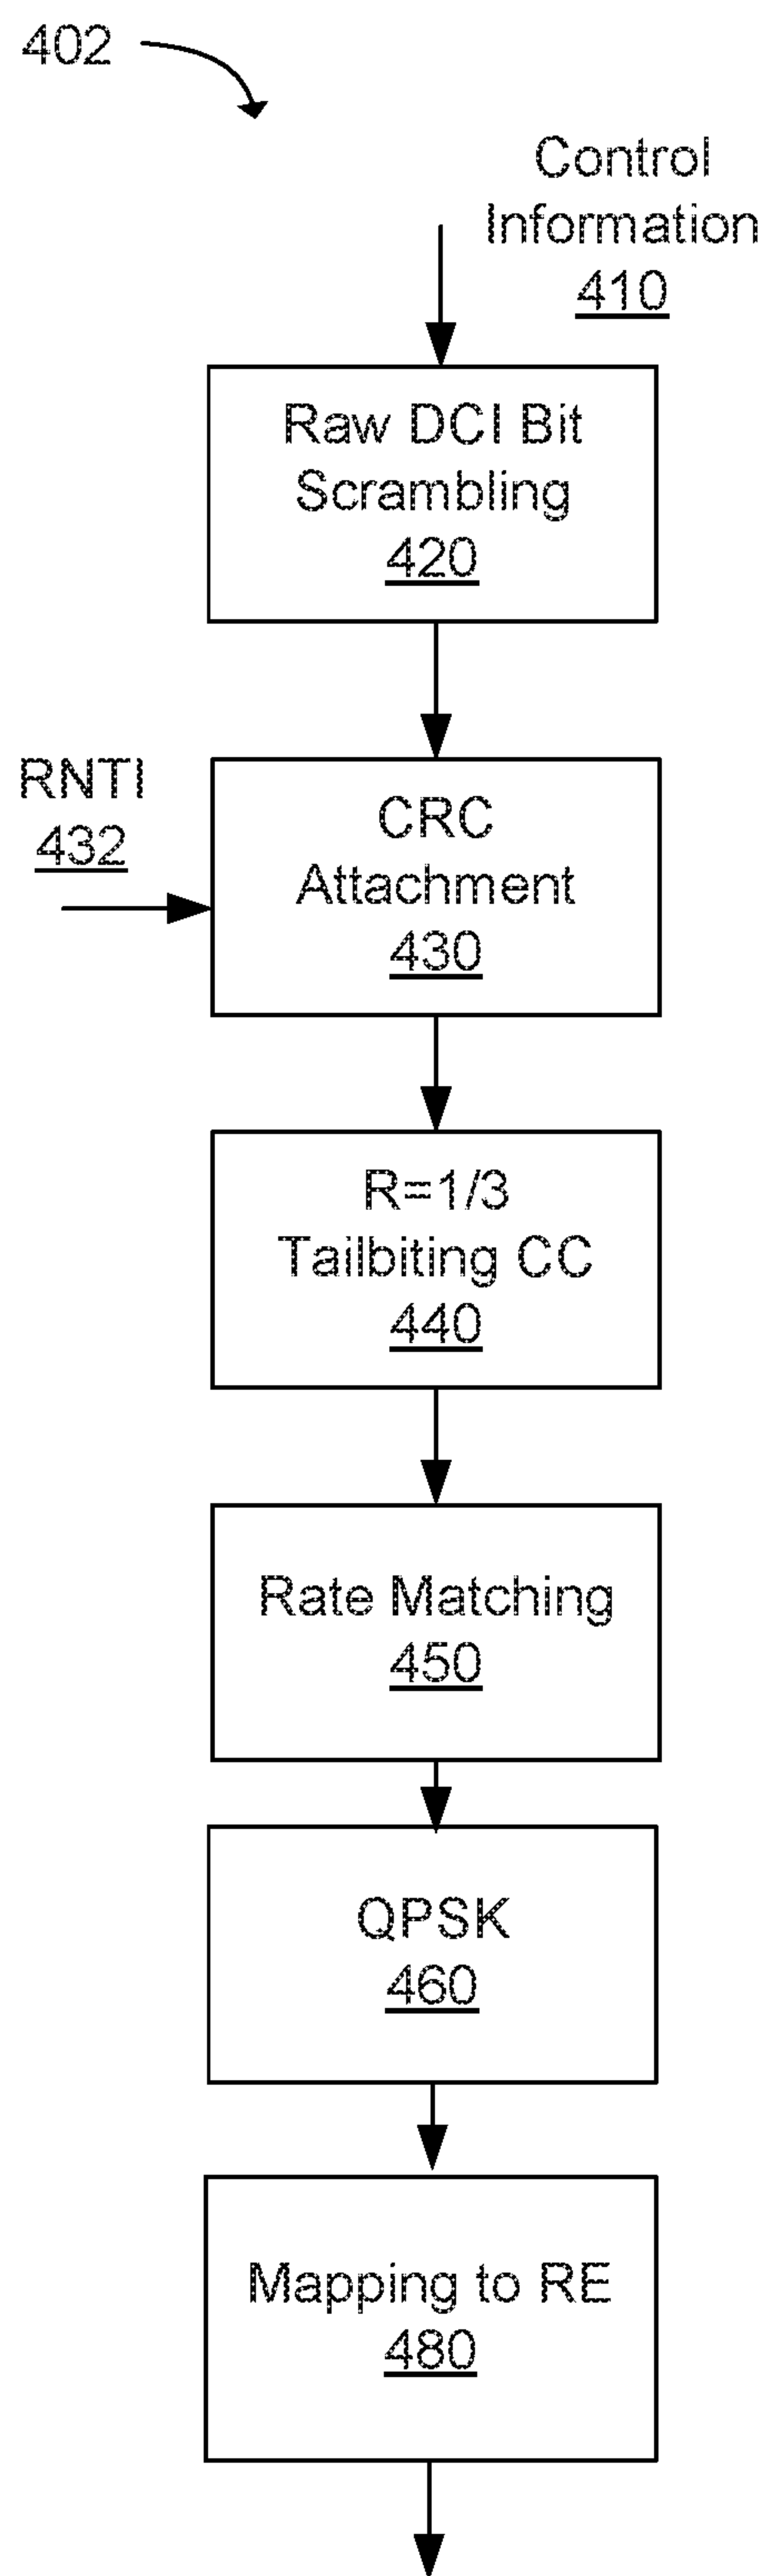 402
Control
Information
410
Raw DCI Bit
Scrambling
420
RNTI
432
CRC
Attachment
430
R=1/3
Tailbiting CC
440
Rate Matching
450
QPSK
460
Mapping to RE
480